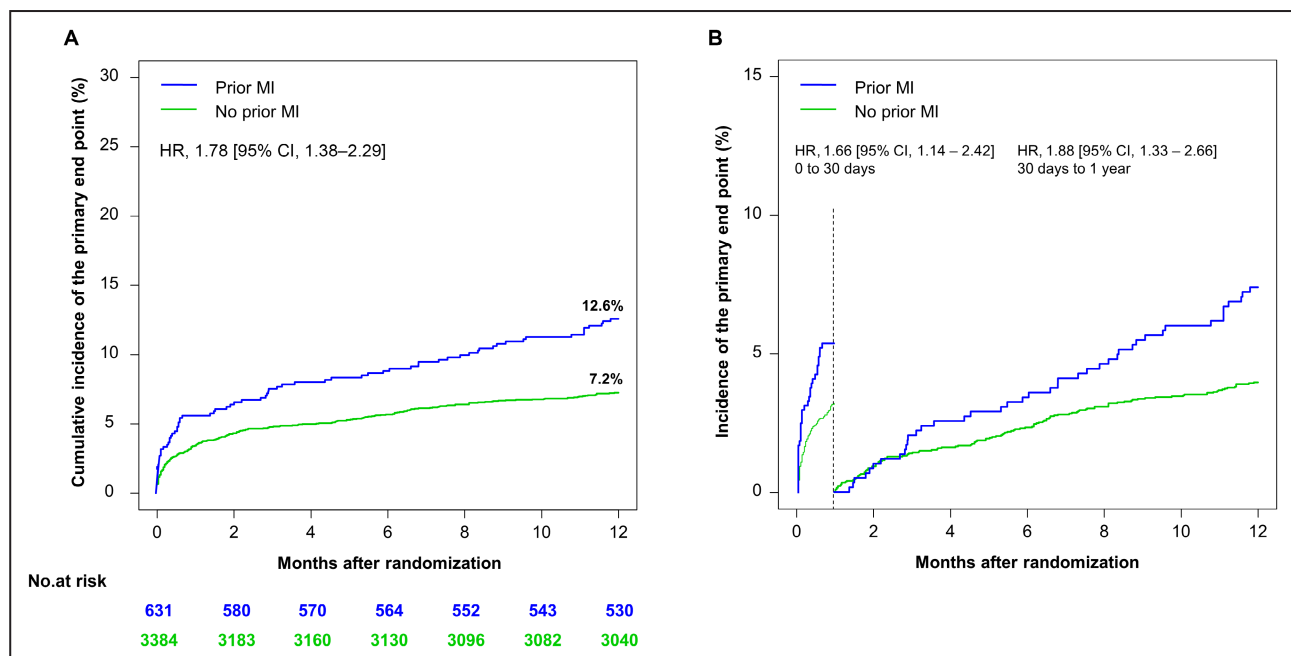 A
Cumulative incidence of the primary end point (%)
30
25
20
15
10
5
0
Prior MI
No prior MI
HR, 1.78 [95% CI, 1.38–2.29]
12.6%
7.2%
0 2 4 6 8 10 12
Months after randomization
No.at risk
631 580 570 564 552 543 530
3384 3183 3160 3130 3096 3082 3040
B
Incidence of the primary end point (%)
15
10
5
0
Prior MI
No prior MI
HR, 1.66 [95% CI, 1.14 – 2.42]
0 to 30 days
HR, 1.88 [95% CI, 1.33 – 2.66]
30 days to 1 year
0 2 4 6 8 10 12
Months after randomization